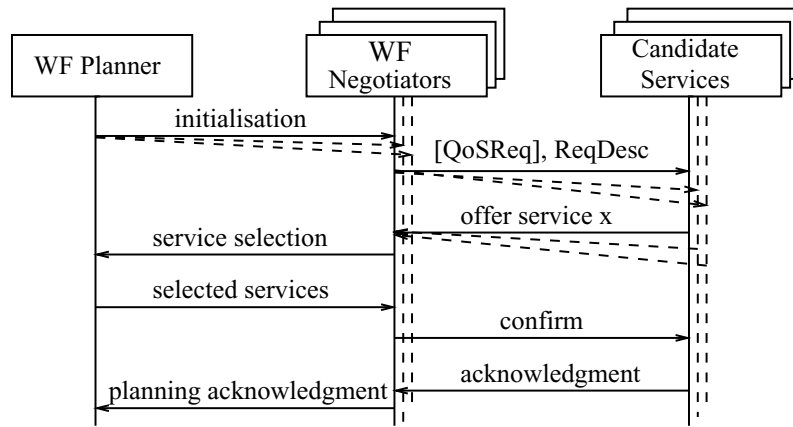 WF Planner
WF
Negotiators
Candidate
Services
initialisation
[QoSReq], ReqDesc
offer service x
service selection
selected services
confirm
acknowledgment
planning acknowledgment